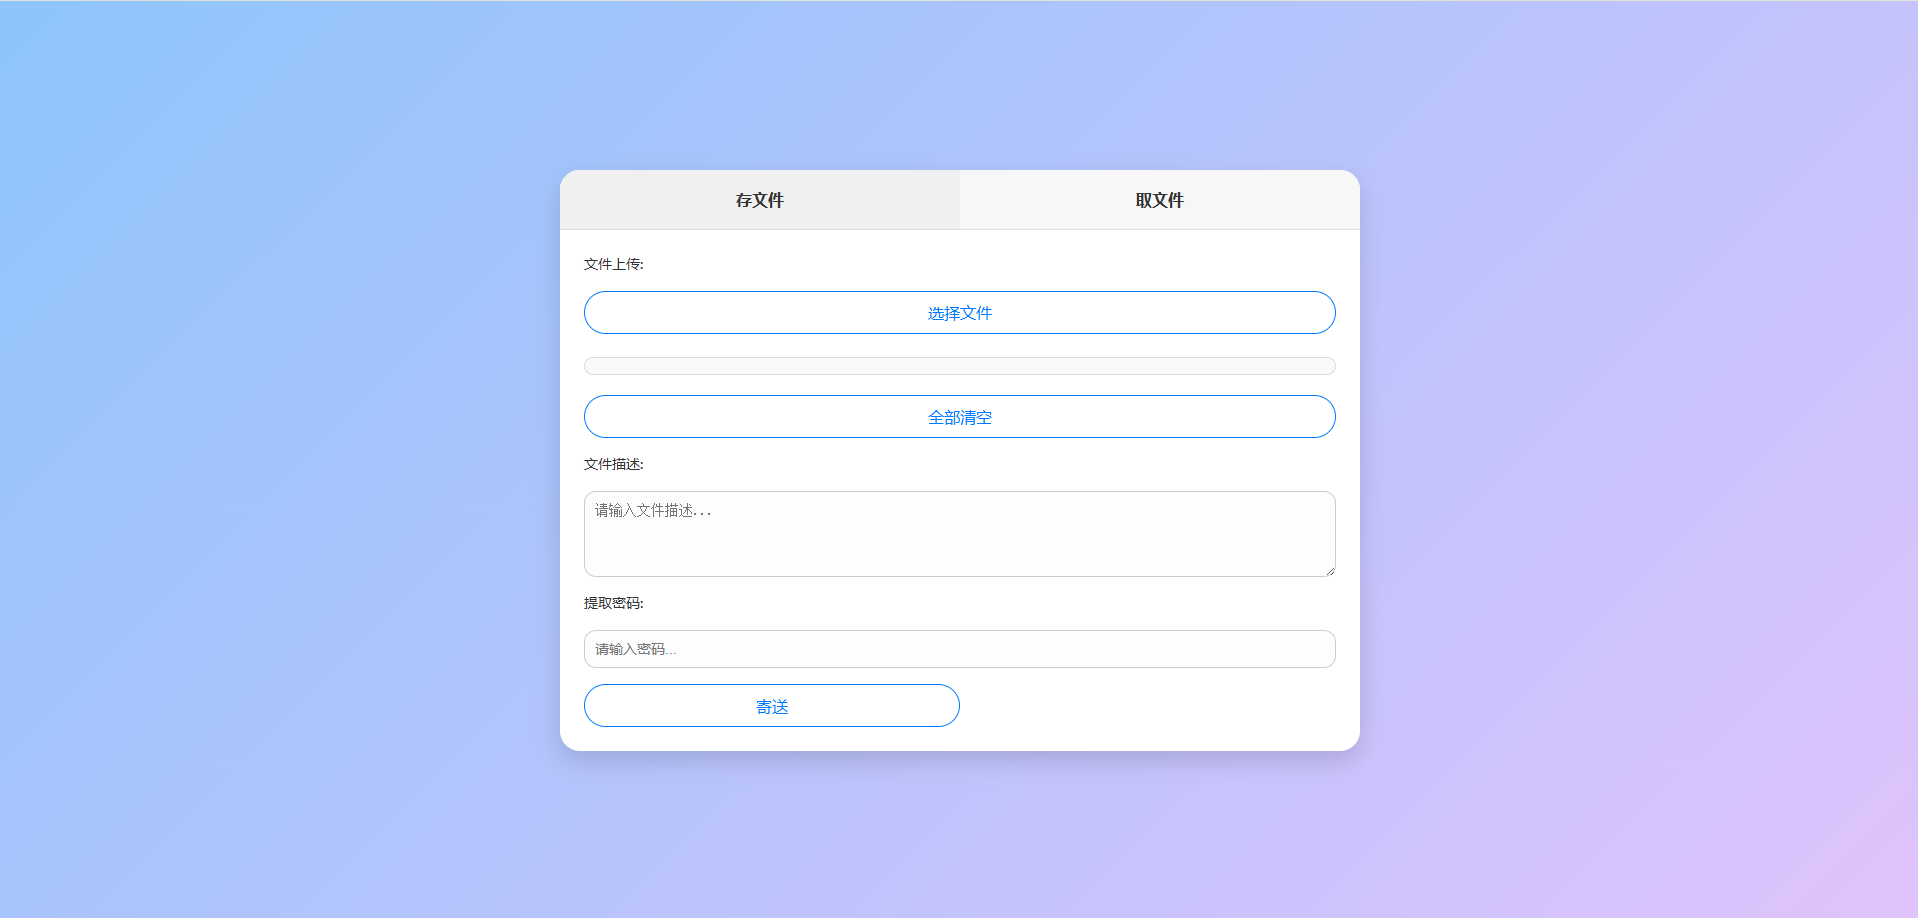 存文件
取文件
文件上传:
选择文件
全部清空
文件描述:
请输入文件描述...
提取密码:
请输入密码...
寄送